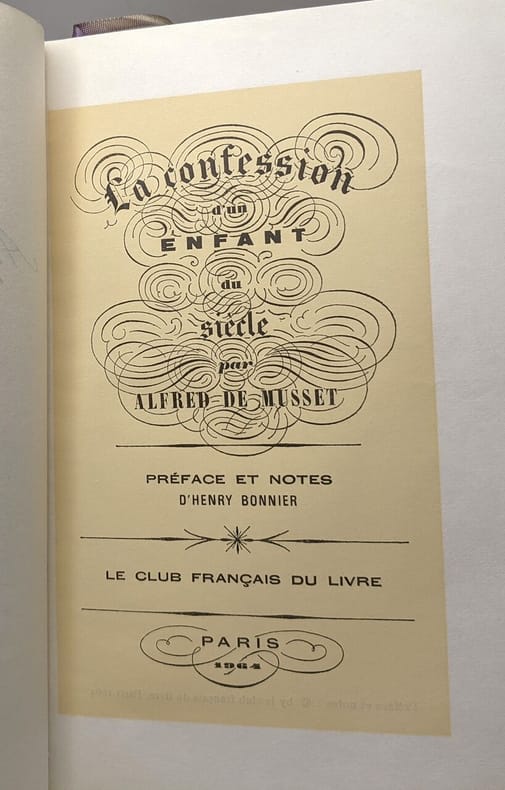 La confession
d'un
ENFANT
du
siècle
par
ALFRED DE MUSSET
PRÉFACE ET NOTES
D'HENRY BONNIER
LE CLUB FRANÇAIS DU LIVRE
PARIS
1964